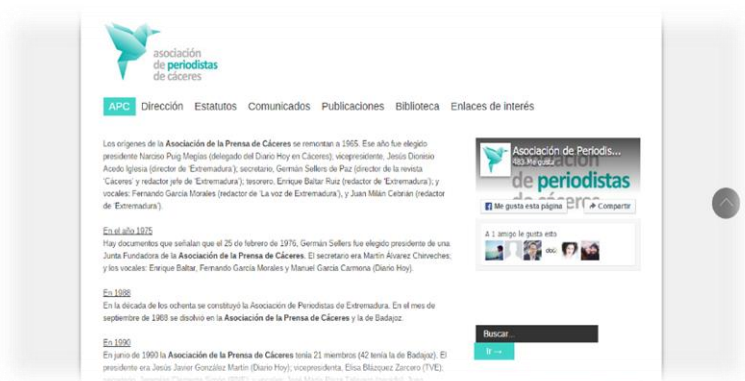 asociación
de periodistas
de cáceres
APC Dirección Estatutos Comunicados Publicaciones Biblioteca Enlaces de interés
Los orígenes de la Asociación de la Prensa de Cáceres se remontan a 1965. Ese año fue elegido
presidente Narciso Puig Megías (delegado del Diario Hoy en Cáceres); vicepresidente, Jesús Dionisio
Acedo Iglesia (director de 'Extremadura'); secretario, Germán Sellers de Paz (director de la revista
'Cáceres' y redactor jefe de 'Extremadura'); tesorero, Enrique Baltar Ruiz (redactor de 'Extremadura'); y
vocales: Fernando García Morales (redactor de 'La voz de Extremadura'), y Juan Milán Cebrián (redactor
de 'Extremadura').
En el año 1975
Hay documentos que señalan que el 25 de febrero de 1976, Germán Sellers fue elegido presidente de una
Junta Fundadora de la Asociación de la Prensa de Cáceres. El secretario era Martín Álvarez Chirveches;
y los vocales: Enrique Baltar, Fernando García Morales y Manuel García Carmona (Diario Hoy).
En 1988
En la década de los ochenta se constituyó la Asociación de Periodistas de Extremadura. En el mes de
septiembre de 1988 se disolvió en la Asociación de la Prensa de Cáceres y la de Badajoz.
En 1990
En junio de 1990 la Asociación de la Prensa de Cáceres tenía 21 miembros (42 tenía la de Badajoz). El
presidente era Jesús Javier González Martín (Diario Hoy); vicepresidenta, Elisa Blázquez Zarcero (TVE);
Asociación de Periodis...
483 Me gusta
de periodistas
Me gusta esta página
Compartir
A 1 amigo le gusta esto
Buscar...
Ir →